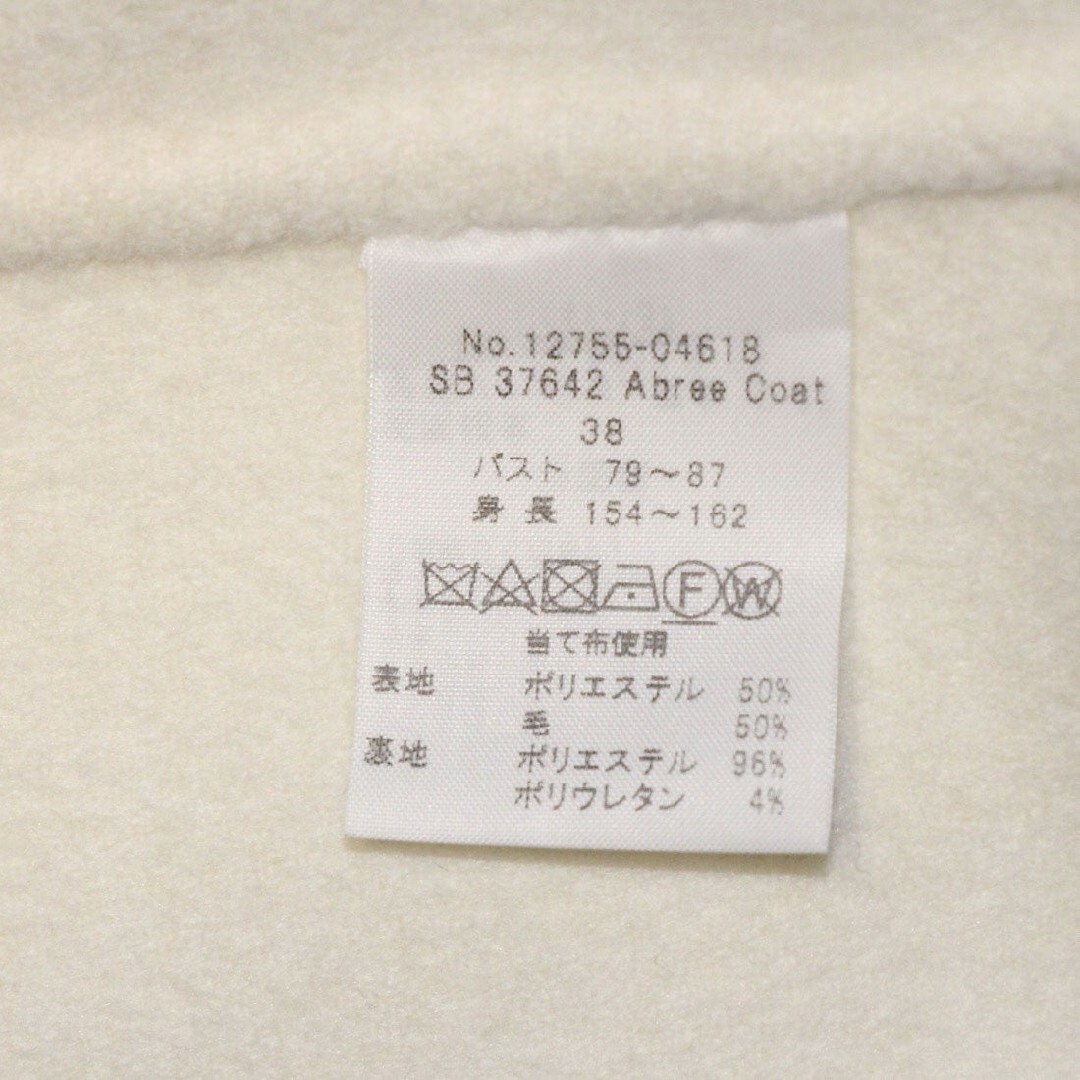 No.12755-04618
SB 37642 Abree Coat
38
バスト 79～87
身長 154～162
F W
当て布使用
表地 ポリエステル 50%
毛 50%
裏地 ポリエステル 96%
ポリウレタン 4%